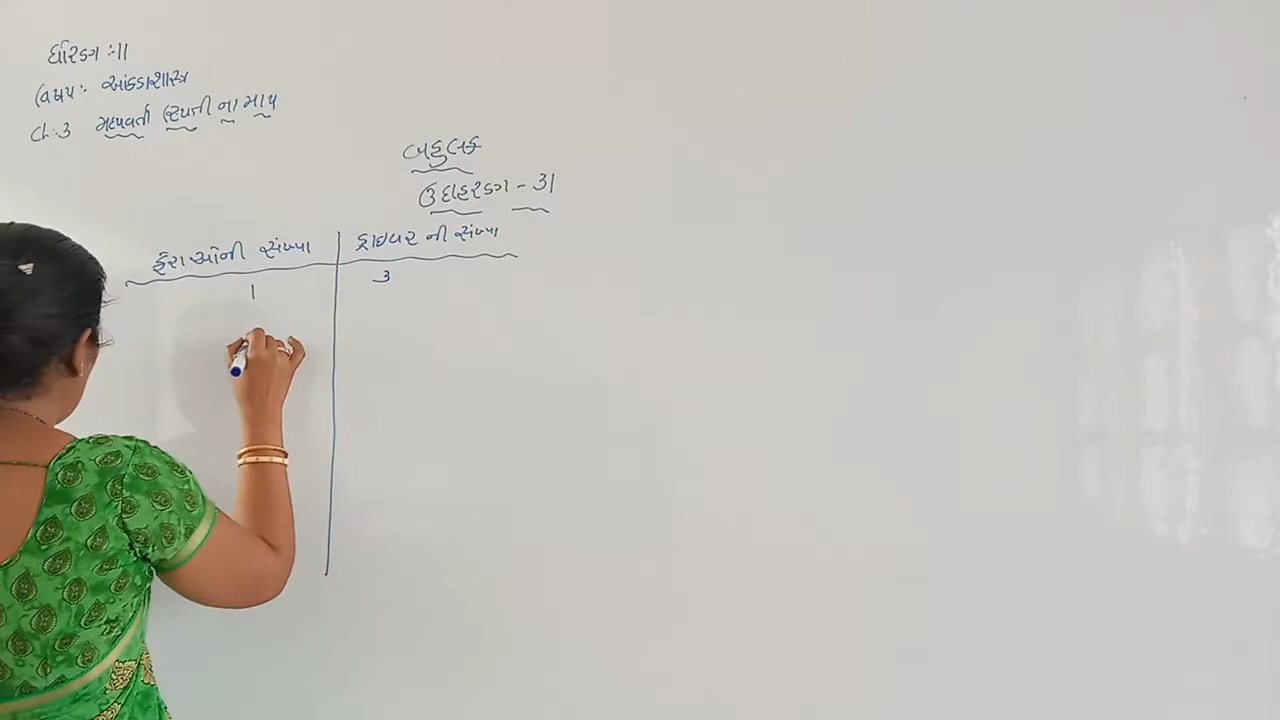 ધોરણ :- 11
વિષય :- આંકડાશાસ્ત્ર
Ch : 3 મધ્યવર્તી સ્થિતી ના માપ
બહુલક
ઉદાહરણ - 31
ફેરાઓની સંખ્યા ડ્રાઇવર ની સંખ્યા
1 3